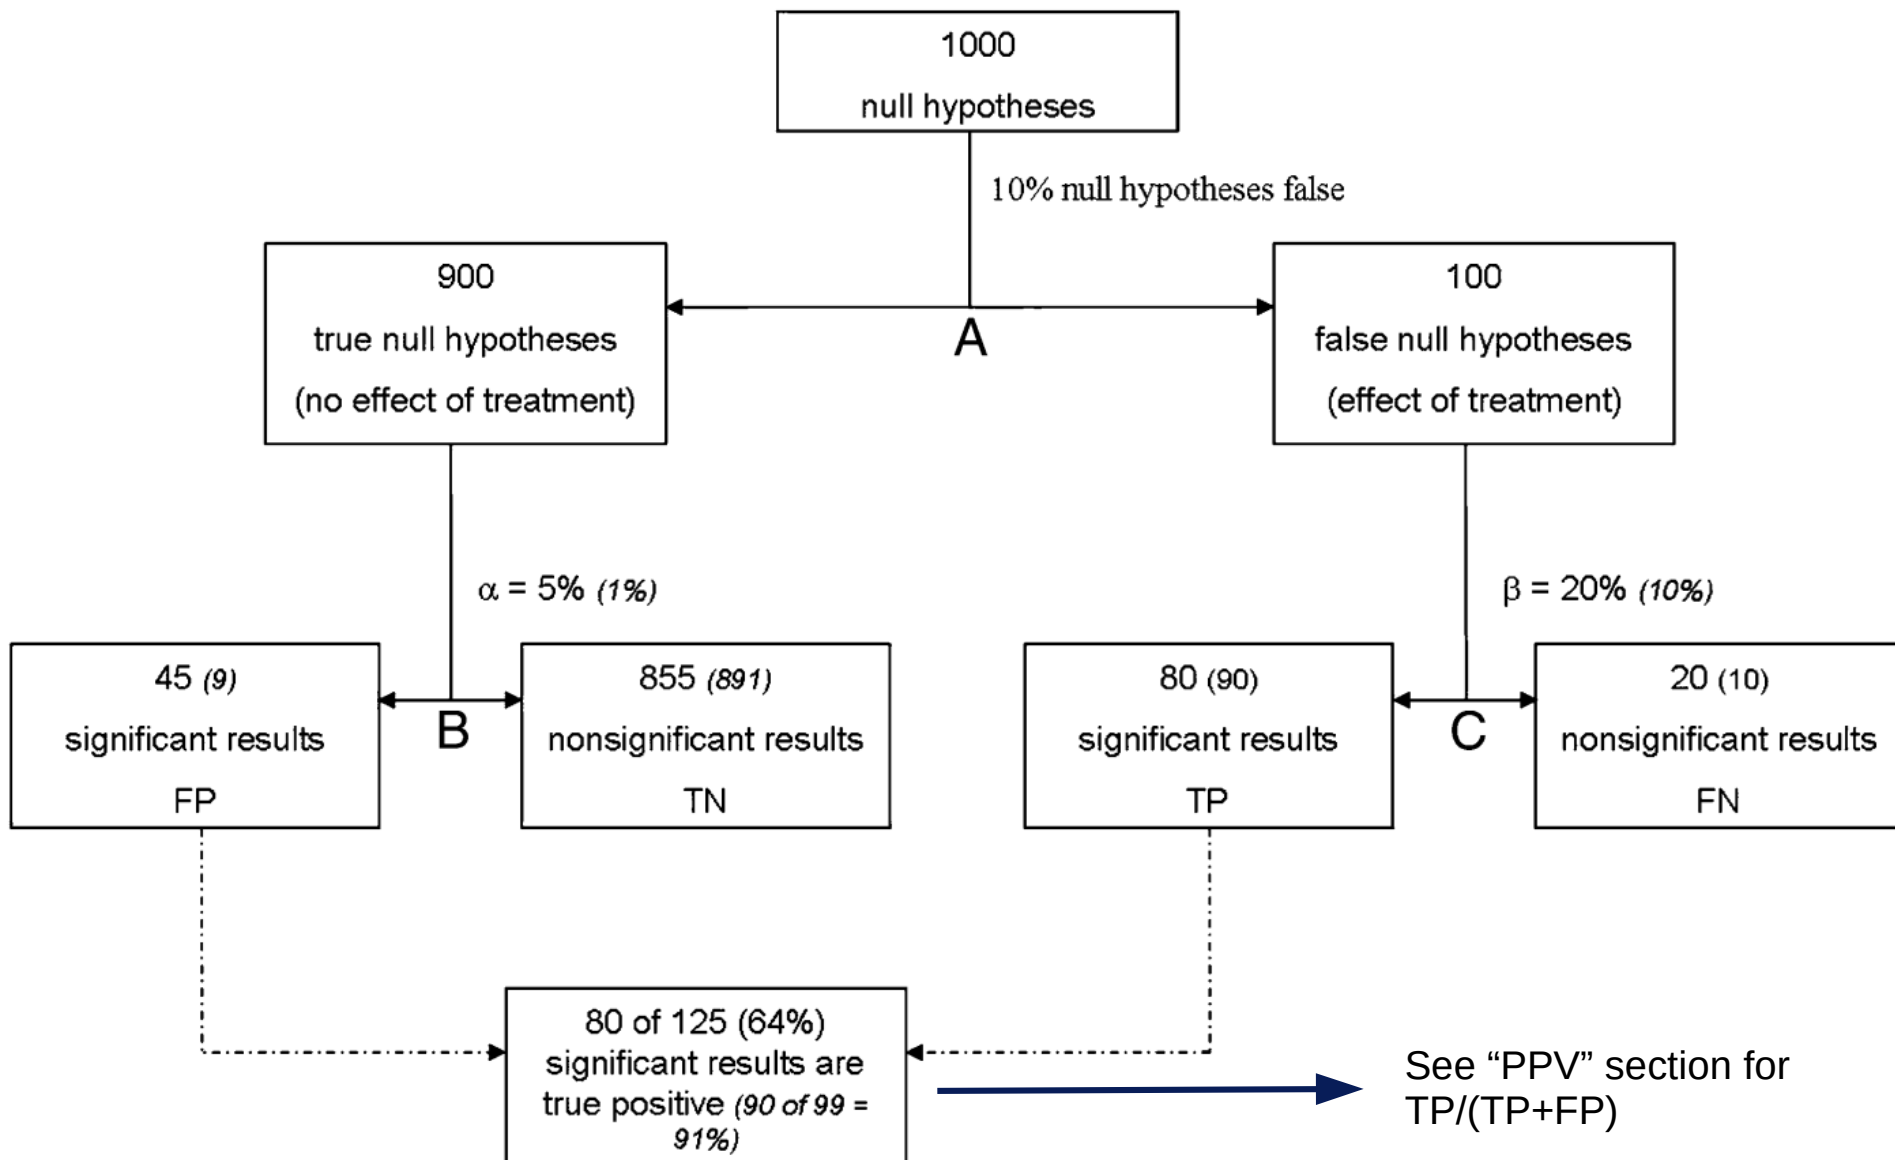 1000
null hypotheses
10% null hypotheses false
900
true null hypotheses
(no effect of treatment)
A
100
false null hypotheses
(effect of treatment)
α = 5% (1%)
β = 20% (10%)
45 (9)
significant results
FP
B
855 (891)
nonsignificant results
TN
80 (90)
significant results
TP
C
20 (10)
nonsignificant results
FN
80 of 125 (64%)
significant results are
true positive (90 of 99 =
91%)
See “PPV” section for
TP/(TP+FP)